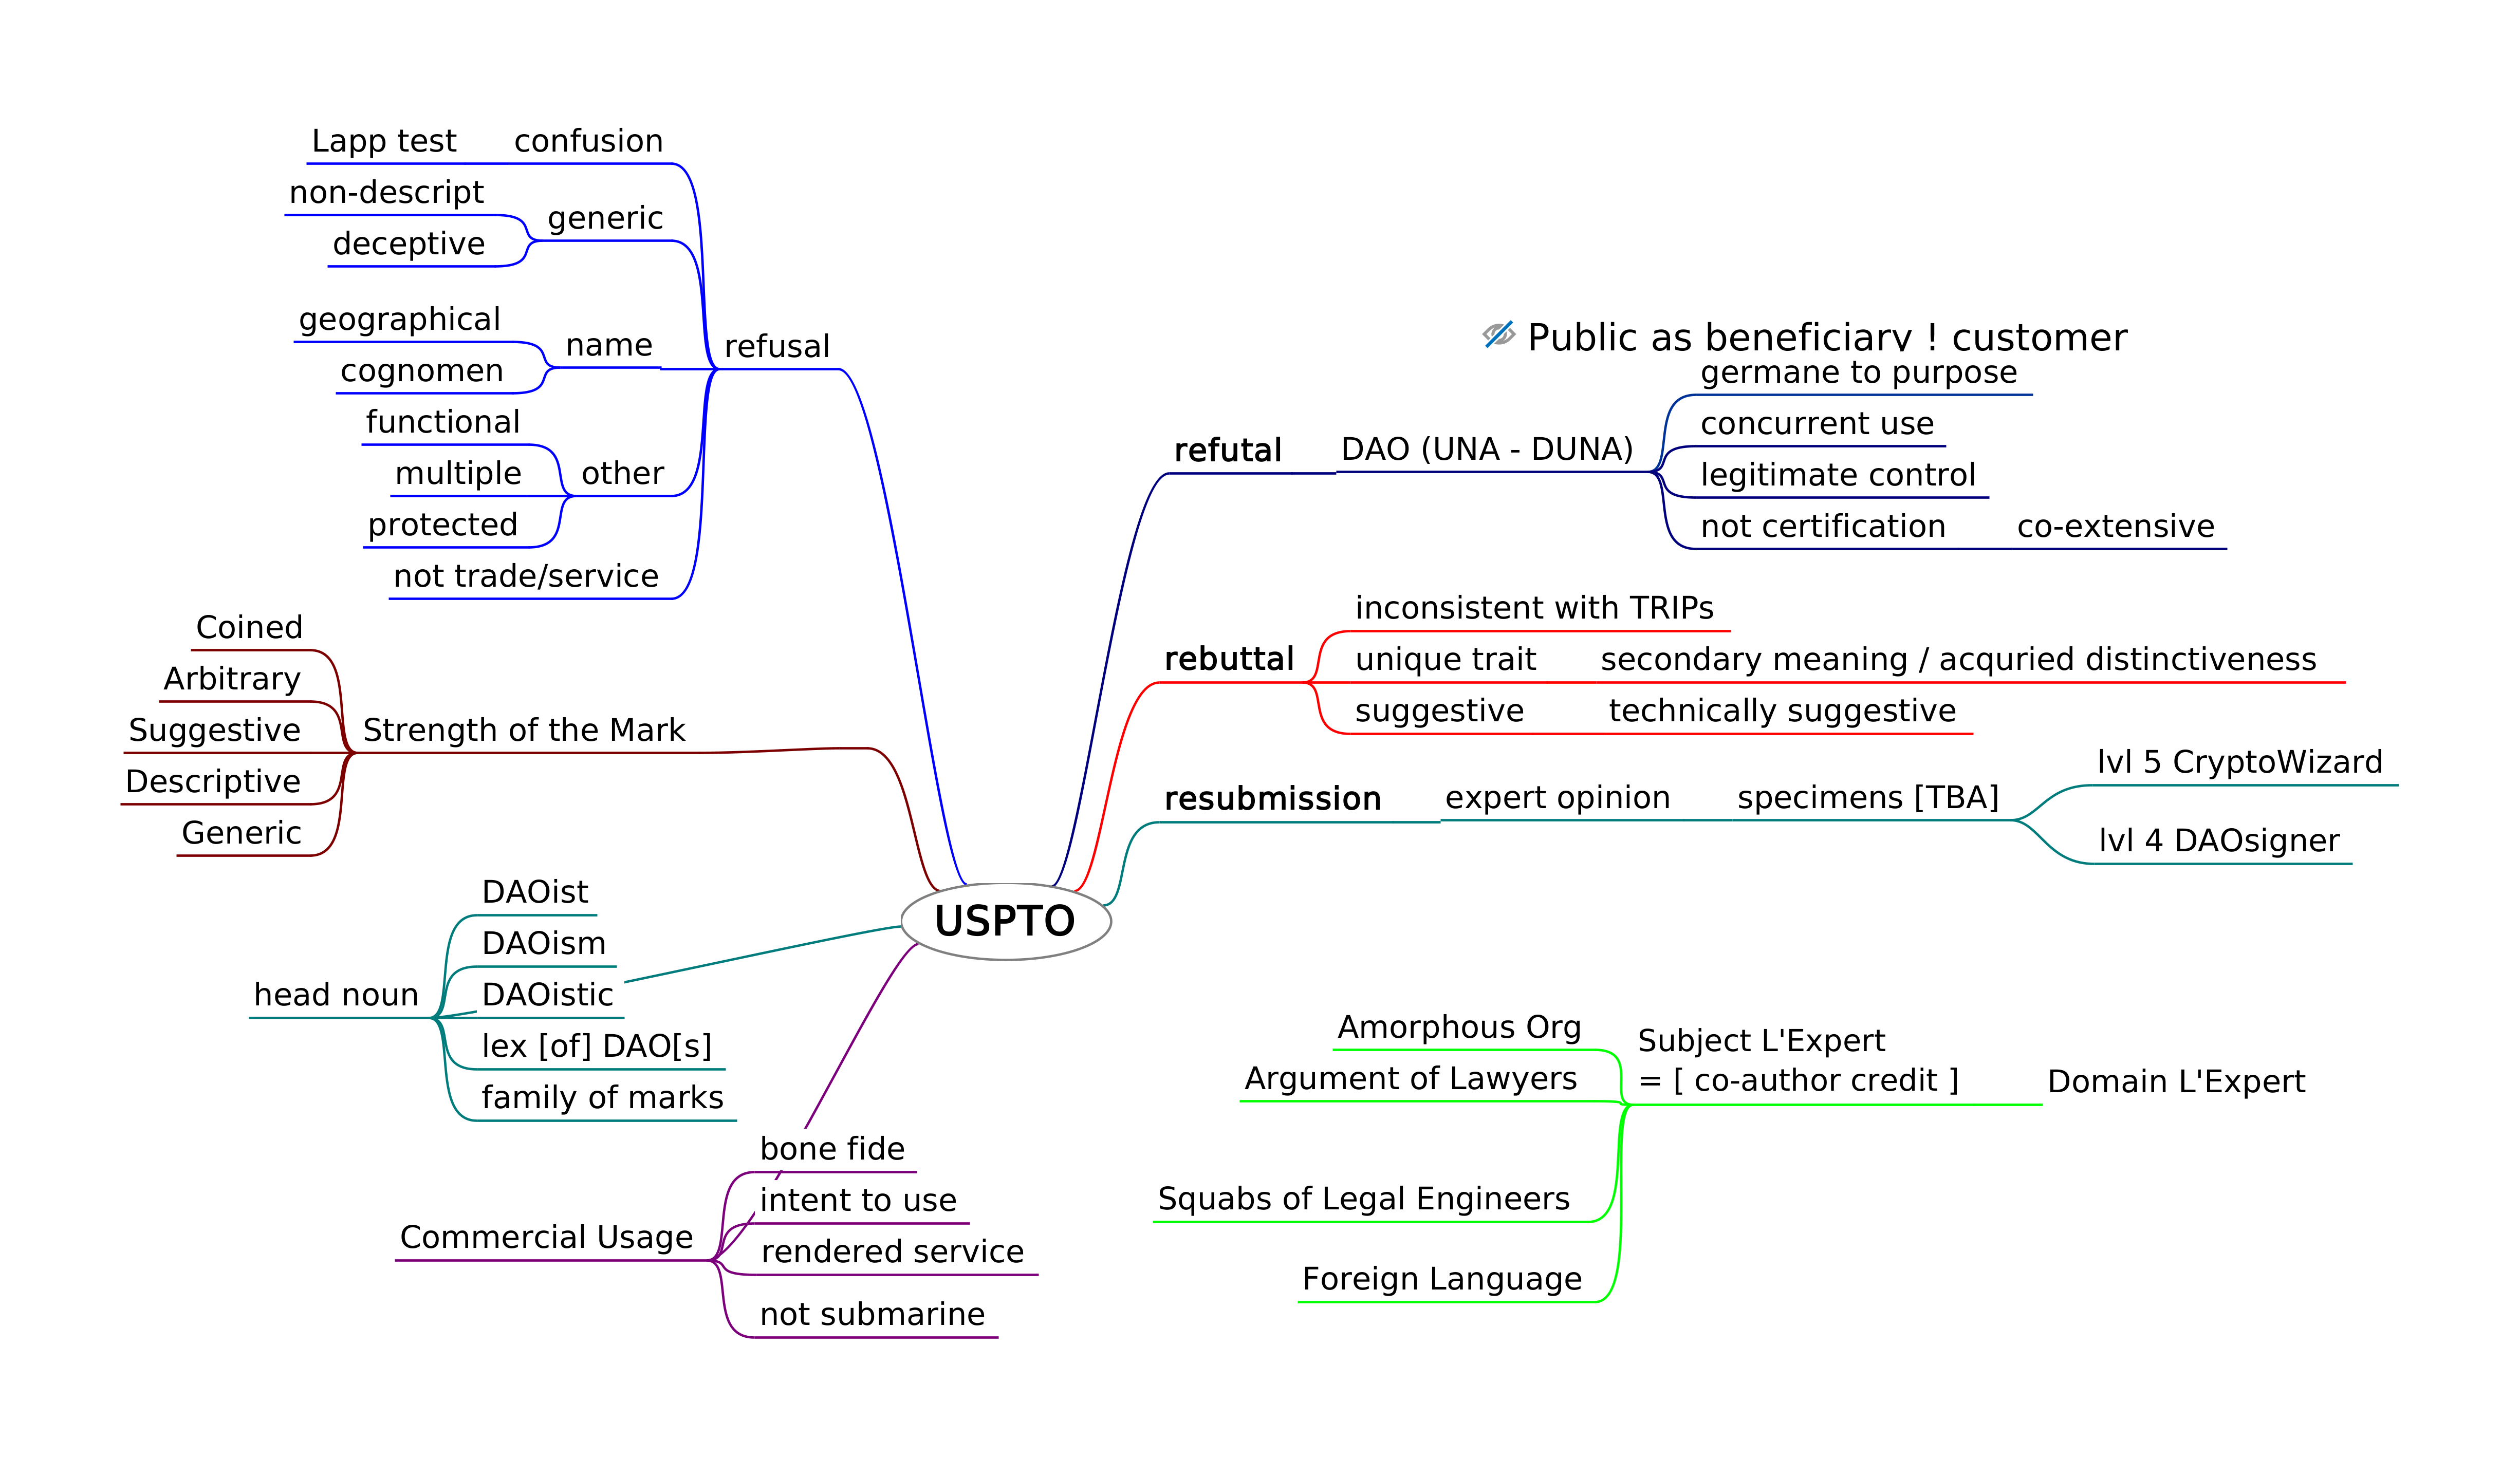 Lapp test
confusion
non-descript
generic
deceptive
geographical
name
cognomen
refusal
functional
multiple
other
protected
not trade/service
Coined
Arbitrary
Suggestive
Strength of the Mark
Descriptive
Generic
DAOist
DAOism
head noun
DAOistic
lex [of] DAO[s]
family of marks
bone fide
intent to use
Commercial Usage
rendered service
not submarine
USPTO
Public as beneficiary ! customer
germane to purpose
concurrent use
refutal
DAO (UNA - DUNA)
legitimate control
not certification
co-extensive
inconsistent with TRIPs
rebuttal
unique trait
secondary meaning / acquried distinctiveness
suggestive
technically suggestive
lvl 5 CryptoWizard
resubmission
expert opinion
specimens [TBA]
lvl 4 DAOsigner
Amorphous Org
Subject L'Expert
= [ co-author credit ]
Domain L'Expert
Argument of Lawyers
Squabs of Legal Engineers
Foreign Language